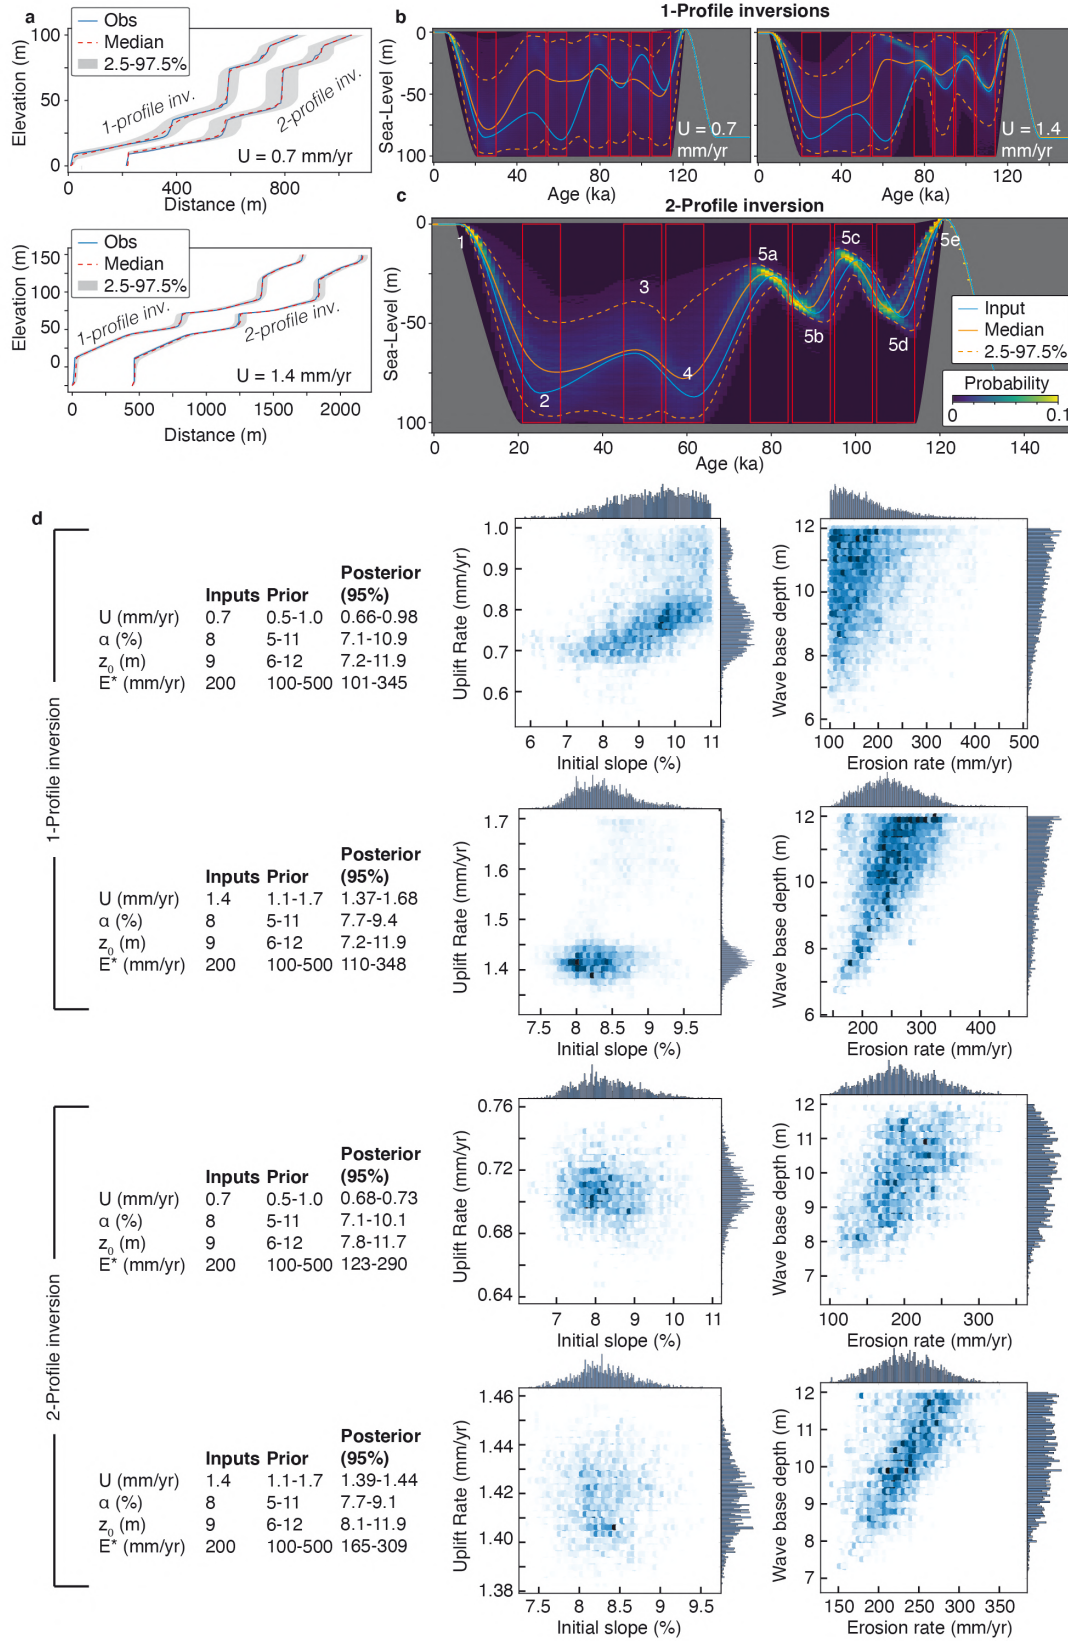 a
Obs
Median
2.5-97.5%
Elevation (m)
100
50
0
1-profile inv.
2-profile inv.
U = 0.7 mm/yr
0
400
800
Distance (m)
Obs
Median
2.5-97.5%
Elevation (m)
150
100
50
0
1-profile inv.
2-profile inv.
U = 1.4 mm/yr
0
500
1000
1500
2000
Distance (m)
1-Profile inversions
b
Sea-Level (m)
0
-50
100
U = 0.7
mm/yr
0
40
80
120
Age (ka)
U = 1.4
mm/yr
0
40
80
120
Age (ka)
c
2-Profile inversion
Sea-Level (m)
0
-50
100
1
2
3
4
5a
5b
5c
5d
5e
Input
Median
2.5-97.5%
Probability
0
0.1
0
20
40
60
80
100
120
140
Age (ka)
d
1-Profile inversion
Posterior
Inputs Prior (95%)
U (mm/yr) 0.7 0.5-1.0 0.66-0.98
α (%) 8 5-11 7.1-10.9
z0 (m) 9 6-12 7.2-11.9
E* (mm/yr) 200 100-500 101-345
Uplift Rate (mm/yr)
1.0
0.9
0.8
0.7
0.6
6 7 8 9 10 11
Initial slope (%)
Wave base depth (m)
12
10
8
6
100 200 300 400 500
Erosion rate (mm/yr)
Posterior
Inputs Prior (95%)
U (mm/yr) 1.4 1.1-1.7 1.37-1.68
α (%) 8 5-11 7.7-9.4
z0 (m) 9 6-12 7.2-11.9
E* (mm/yr) 200 100-500 110-348
Uplift Rate (mm/yr)
1.7
1.6
1.5
1.4
7.5 8 8.5 9 9.5
Initial slope (%)
Wave base depth (m)
12
10
8
6
200 300 400
Erosion rate (mm/yr)
2-Profile inversion
Posterior
Inputs Prior (95%)
U (mm/yr) 0.7 0.5-1.0 0.68-0.73
α (%) 8 5-11 7.1-10.1
z0 (m) 9 6-12 7.8-11.7
E* (mm/yr) 200 100-500 123-290
Uplift Rate (mm/yr)
0.76
0.72
0.68
0.64
7 8 9 10 11
Initial slope (%)
Wave base depth (m)
12
11
10
9
8
7
100 200 300
Erosion rate (mm/yr)
Posterior
Inputs Prior (95%)
U (mm/yr) 1.4 1.1-1.7 1.39-1.44
α (%) 8 5-11 7.7-9.1
z0 (m) 9 6-12 8.1-11.9
E* (mm/yr) 200 100-500 165-309
Uplift Rate (mm/yr)
1.46
1.44
1.42
1.40
1.38
7.5 8 8.5 9 9.5
Initial slope (%)
Wave base depth (m)
12
11
10
9
8
7
150 200 250 300 350
Erosion rate (mm/yr)